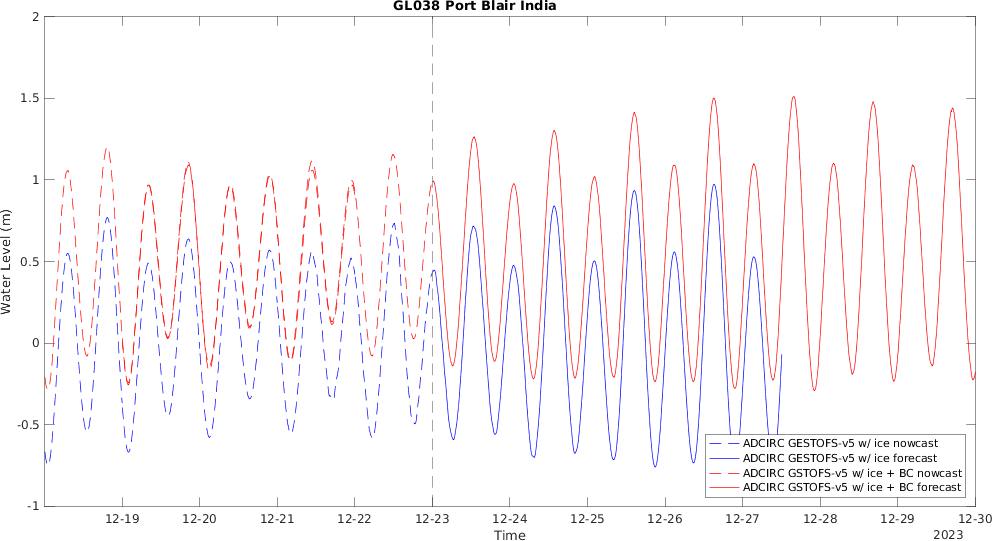 GL038 Port Blair India
2
1.5
1
0.5
0
-0.5
-1
Water Level (m)
12-19 12-20 12-21 12-22 12-23 12-24 12-25 12-26 12-27 12-28 12-29 12-30
Time
2023
ADCIRC GESTOFS-v5 w/ ice nowcast
ADCIRC GESTOFS-v5 w/ ice forecast
ADCIRC GSTOFS-v5 w/ ice + BC nowcast
ADCIRC GSTOFS-v5 w/ ice + BC forecast